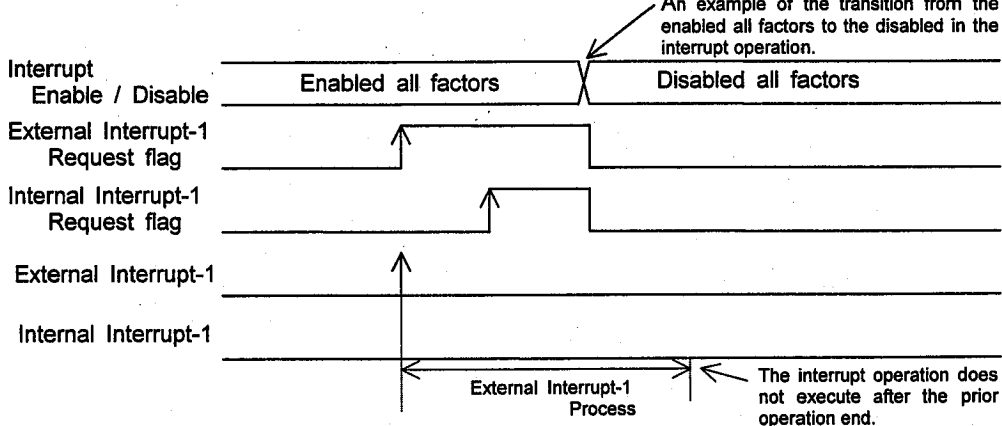 An example of the transition from the
enabled all factors to the disabled in the
interrupt operation.
Interrupt
Enable / Disable
Enabled all factors
Disabled all factors
External Interrupt-1
Request flag
Internal Interrupt-1
Request flag
External Interrupt-1
Internal Interrupt-1
External Interrupt-1
Process
The interrupt operation does
not execute after the prior
operation end.